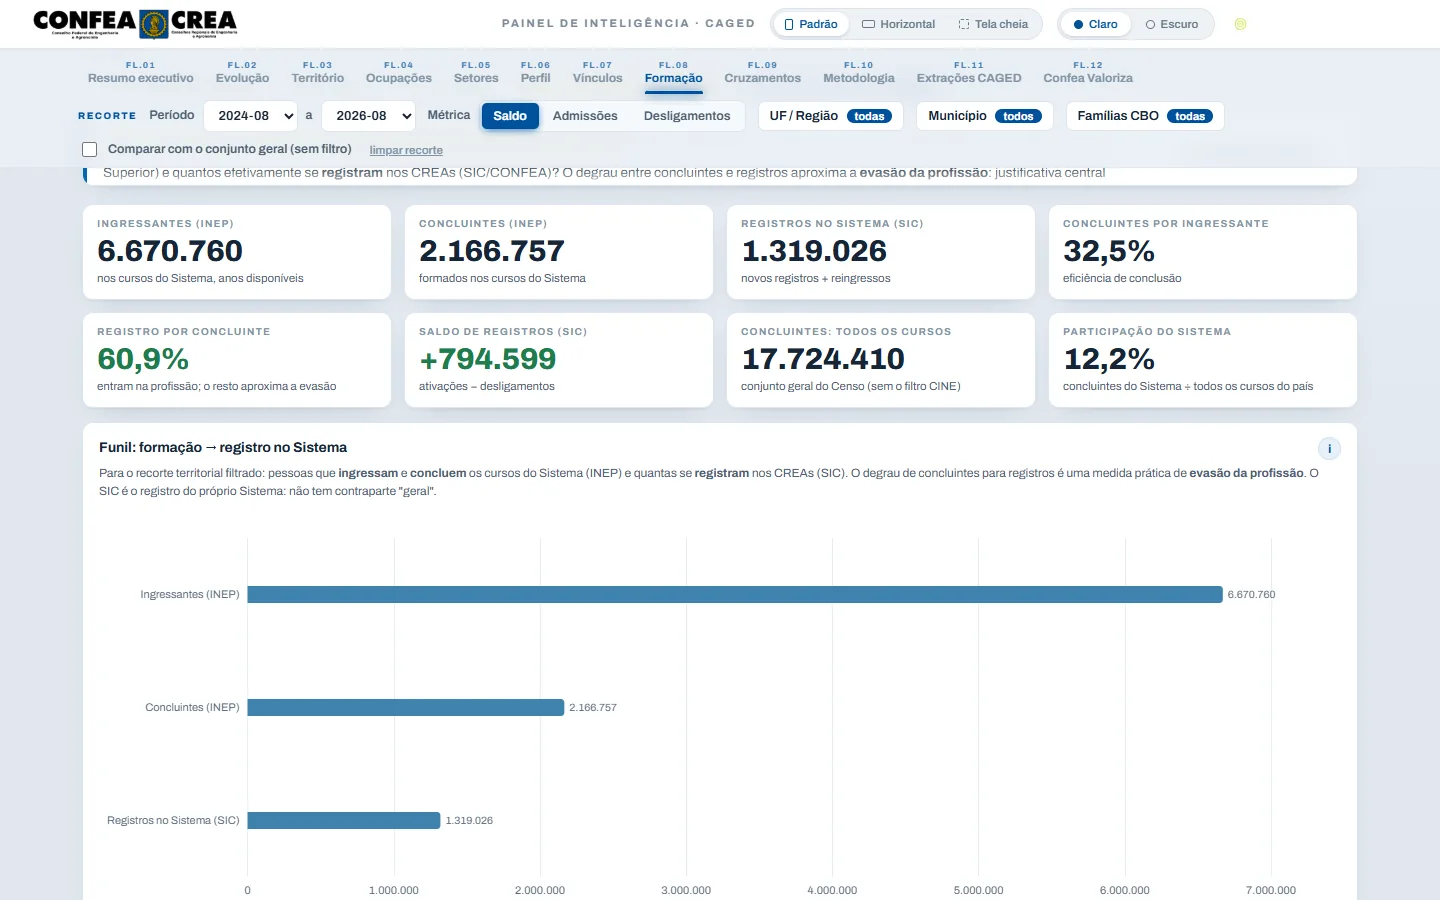 CONFEA CREA
Conselho Federal de Engenharia e Agronomia
Conselhos Regionais de Engenharia e Agronomia
PAINEL DE INTELIGÊNCIA · CAGED
Padrão Horizontal Tela cheia
Claro Escuro
FL.01 Resumo executivo
FL.02 Evolução
FL.03 Território
FL.04 Ocupações
FL.05 Setores
FL.06 Perfil
FL.07 Vínculos
FL.08 Formação
FL.09 Cruzamentos
FL.10 Metodologia
FL.11 Extrações CAGED
FL.12 Confea Valoriza
RECORTE Período 2024-08 a 2026-08 Métrica Saldo Admissões Desligamentos UF / Região todas Município todos Famílias CBO todas
Comparar com o conjunto geral (sem filtro) limpar recorte
Superior) e quantos efetivamente se registram nos CREAs (SIC/CONFEA)? O degrau entre concluintes e registros aproxima a evasão da profissão: justificativa central
INGRESSANTES (INEP)
6.670.760
nos cursos do Sistema, anos disponíveis
CONCLUINTES (INEP)
2.166.757
formados nos cursos do Sistema
REGISTROS NO SISTEMA (SIC)
1.319.026
novos registros + reingressos
CONCLUINTES POR INGRESSANTE
32,5%
eficiência de conclusão
REGISTRO POR CONCLUINTE
60,9%
entram na profissão; o resto aproxima a evasão
SALDO DE REGISTROS (SIC)
+794.599
ativações − desligamentos
CONCLUINTES: TODOS OS CURSOS
17.724.410
conjunto geral do Censo (sem o filtro CINE)
PARTICIPAÇÃO DO SISTEMA
12,2%
concluintes do Sistema ÷ todos os cursos do país
Funil: formação → registro no Sistema
i
Para o recorte territorial filtrado: pessoas que ingressam e concluem os cursos do Sistema (INEP) e quantas se registram nos CREAs (SIC). O degrau de concluintes para registros é uma medida prática de evasão da profissão. O
SIC é o registro do próprio Sistema: não tem contraparte "geral".
Ingressantes (INEP) 6.670.760
Concluintes (INEP) 2.166.757
Registros no Sistema (SIC) 1.319.026
0 1.000.000 2.000.000 3.000.000 4.000.000 5.000.000 6.000.000 7.000.000